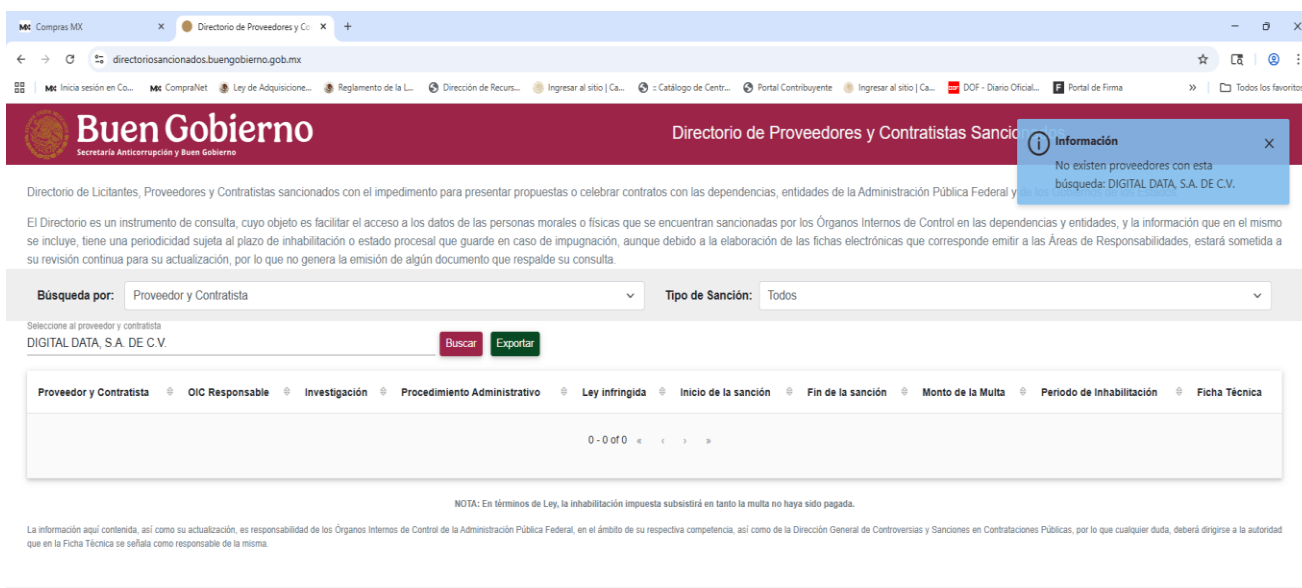 Compras MX
Directorio de Proveedores y Co
directoriosancionados.buengobierno.gob.mx
Inicia sesión en Co... CompraNet Ley de Adquisicione... Reglamento de la L... Dirección de Recurs... Ingresar al sitio | Ca... :: Catálogo de Centr... Portal Contribuyente Ingresar al sitio | Ca... DOF - Diario Oficial... Portal de Firma » Todos los favoritos
Buen Gobierno
Secretaría Anticorrupción y Buen Gobierno
Directorio de Proveedores y Contratistas Sancionados
Información
No existen proveedores con esta
búsqueda: DIGITAL DATA, S.A. DE C.V.
Directorio de Licitantes, Proveedores y Contratistas sancionados con el impedimento para presentar propuestas o celebrar contratos con las dependencias, entidades de la Administración Pública Federal y de los
El Directorio es un instrumento de consulta, cuyo objeto es facilitar el acceso a los datos de las personas morales o físicas que se encuentran sancionadas por los Órganos Internos de Control en las dependencias y entidades, y la información que en el mismo
se incluye, tiene una periodicidad sujeta al plazo de inhabilitación o estado procesal que guarde en caso de impugnación, aunque debido a la elaboración de las fichas electrónicas que corresponde emitir a las Áreas de Responsabilidades, estará sometida a
su revisión continua para su actualización, por lo que no genera la emisión de algún documento que respalde su consulta.
Búsqueda por: Proveedor y Contratista Tipo de Sanción: Todos
Seleccione al proveedor y contratista
DIGITAL DATA, S.A. DE C.V. Buscar Exportar
Proveedor y Contratista OIC Responsable Investigación Procedimiento Administrativo Ley infringida Inicio de la sanción Fin de la sanción Monto de la Multa Periodo de Inhabilitación Ficha Técnica
0 - 0 of 0 « ‹ › »
NOTA: En términos de Ley, la inhabilitación impuesta subsistirá en tanto la multa no haya sido pagada.
La información aquí contenida, así como su actualización, es responsabilidad de los Órganos Internos de Control de la Administración Pública Federal, en el ámbito de su respectiva competencia, así como de la Dirección General de Controversias y Sanciones en Contrataciones Públicas, por lo que cualquier duda, deberá dirigirse a la autoridad
que en la Ficha Técnica se señala como responsable de la misma.